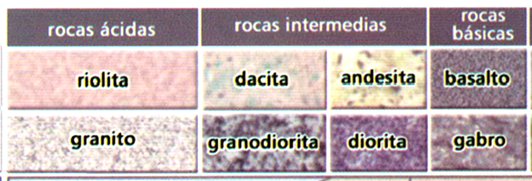 rocas ácidas rocas intermedias rocas básicas
riolita dacita andesita basalto
granito granodiorita diorita gabro